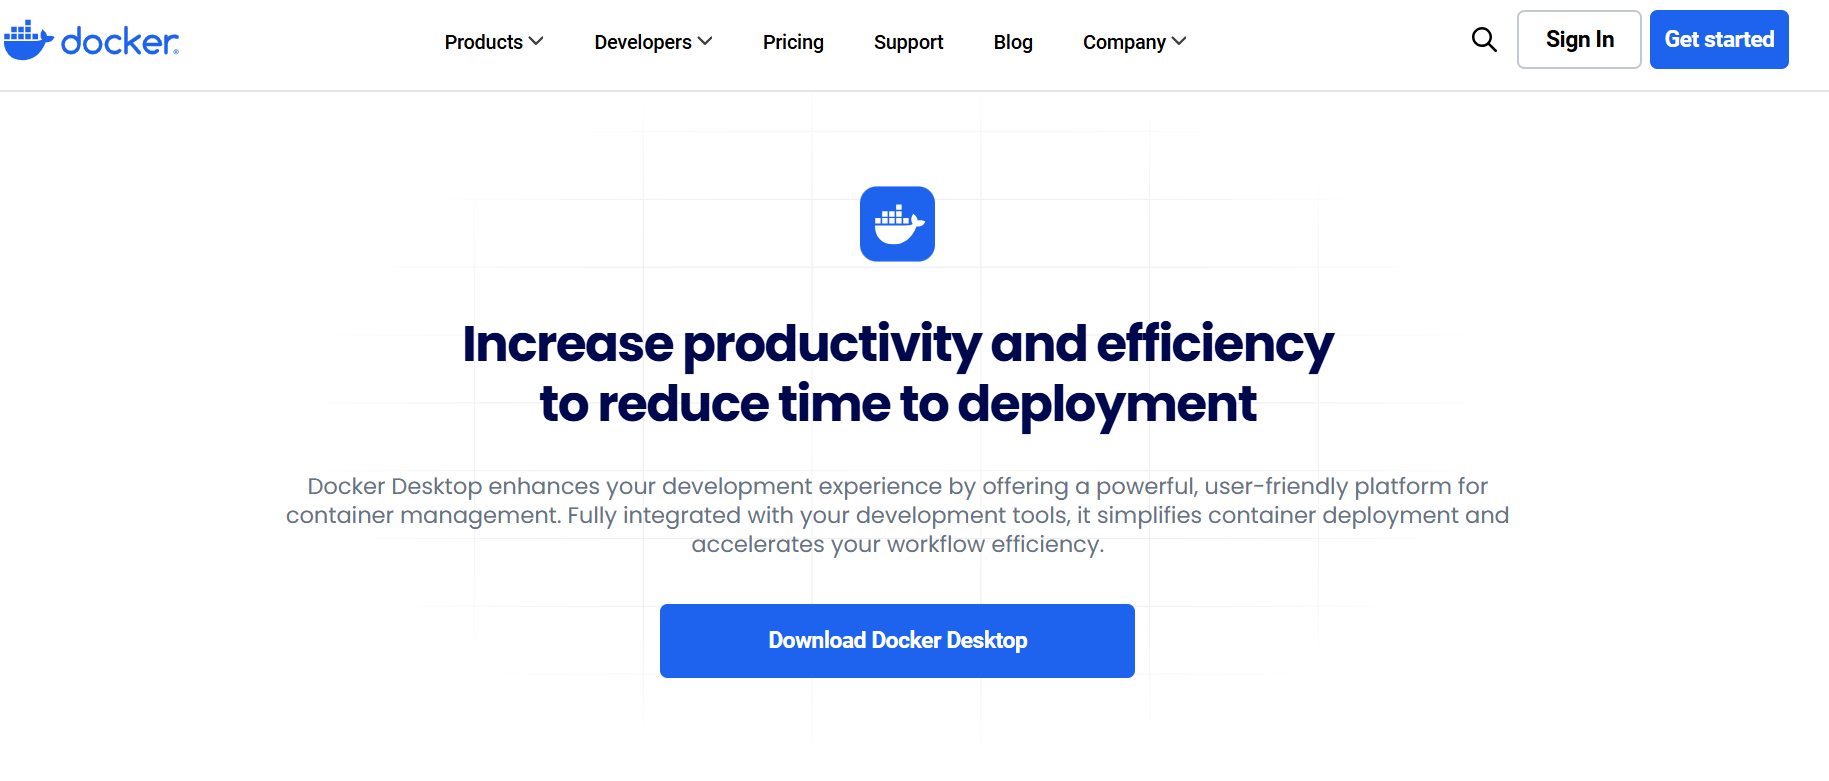 docker
Products
Developers
Pricing
Support
Blog
Company
Sign In
Get started
Increase productivity and efficiency
to reduce time to deployment
Docker Desktop enhances your development experience by offering a powerful, user-friendly platform for
container management. Fully integrated with your development tools, it simplifies container deployment and
accelerates your workflow efficiency.
Download Docker Desktop